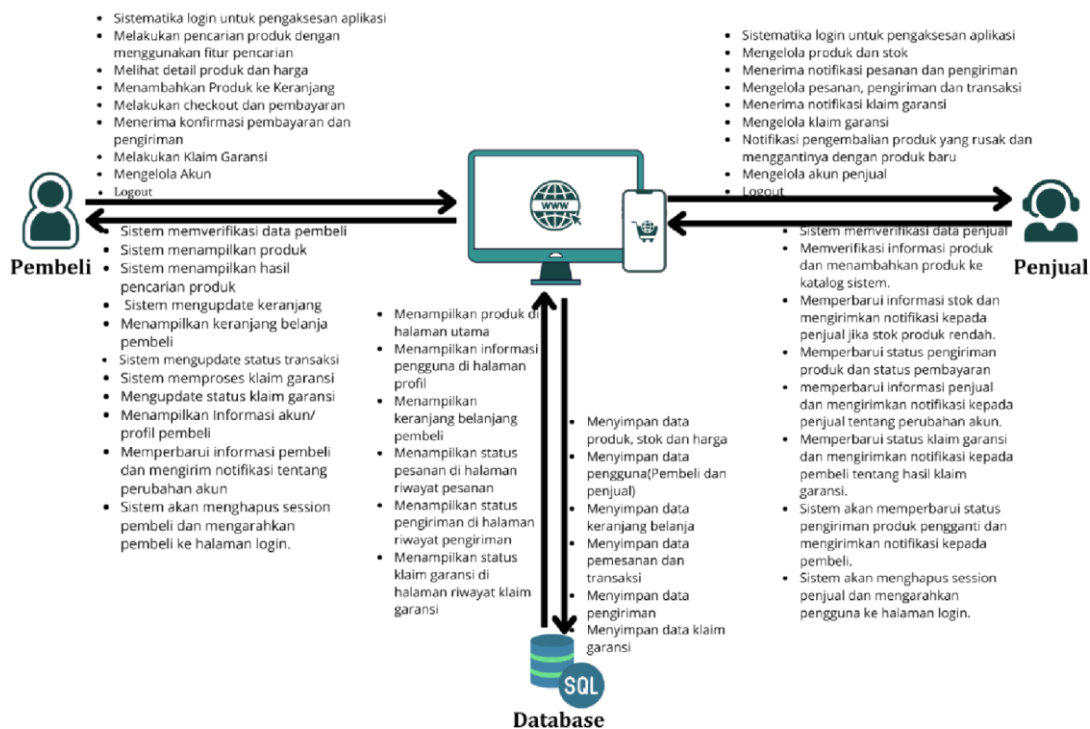 • Sistematika login untuk pengaksesan aplikasi
• Melakukan pencarian produk dengan
menggunakan fitur pencarian
• Melihat detail produk dan harga
• Menambahkan Produk ke Keranjang
• Melakukan checkout dan pembayaran
• Menerima konfirmasi pembayaran dan
pengiriman
• Melakukan Klaim Garansi
• Mengelola Akun
• Logout
• Sistematika login untuk pengaksesan aplikasi
• Mengelola produk dan stok
• Menerima notifikasi pesanan dan pengiriman
• Mengelola pesanan, pengiriman dan transaksi
• Menerima notifikasi klaim garansi
• Mengelola klaim garansi
• Notifikasi pengembalian produk yang rusak dan
menggantinya dengan produk baru
• Mengelola akun penjual
• Logout
WWW
Pembeli
Penjual
• Sistem memverifikasi data pembeli
• Sistem menampilkan produk
• Sistem menampilkan hasil
pencarian produk
• Sistem mengupdate keranjang
• Menampilkan keranjang belanja
pembeli
• Sistem mengupdate status transaksi
• Sistem memproses klaim garansi
• Mengupdate status klaim garansi
• Menampilkan Informasi akun/
profil pembeli
• Memperbarui informasi pembeli
dan mengirim notifikasi tentang
perubahan akun
• Sistem akan menghapus session
pembeli dan mengarahkan
pembeli ke halaman login.
• Menampilkan produk di
halaman utama
• Menampilkan informasi
pengguna di halaman
profil
• Menampilkan
keranjang belanjang
pembeli
• Menampilkan status
pesanan di halaman
riwayat pesanan
• Menampilkan status
pengiriman di halaman
riwayat pengiriman
• Menampilkan status
klaim garansi di
halaman riwayat klaim
garansi
• Menyimpan data
produk, stok dan harga
• Menyimpan data
pengguna(Pembeli dan
penjual)
• Menyimpan data
keranjang belanja
• Menyimpan data
pemesanan dan
transaksi
• Menyimpan data
pengiriman
• Menyimpan data klaim
garansi
• Sistem memverifikasi data penjual
• Memverifikasi informasi produk
dan menambahkan produk ke
katalog sistem.
• Memperbarui informasi stok dan
mengirimkan notifikasi kepada
penjual jika stok produk rendah.
• Memperbarui status pengiriman
produk dan status pembayaran
• memperbarui informasi penjual
dan mengirimkan notifikasi kepada
penjual tentang perubahan akun.
• Memperbarui status klaim garansi
dan mengirimkan notifikasi kepada
pembeli tentang hasil klaim
garansi.
• Sistem akan memperbarui status
pengiriman produk pengganti dan
mengirimkan notifikasi kepada
pembeli.
• Sistem akan menghapus session
penjual dan mengarahkan
pengguna ke halaman login.
SQL
Database